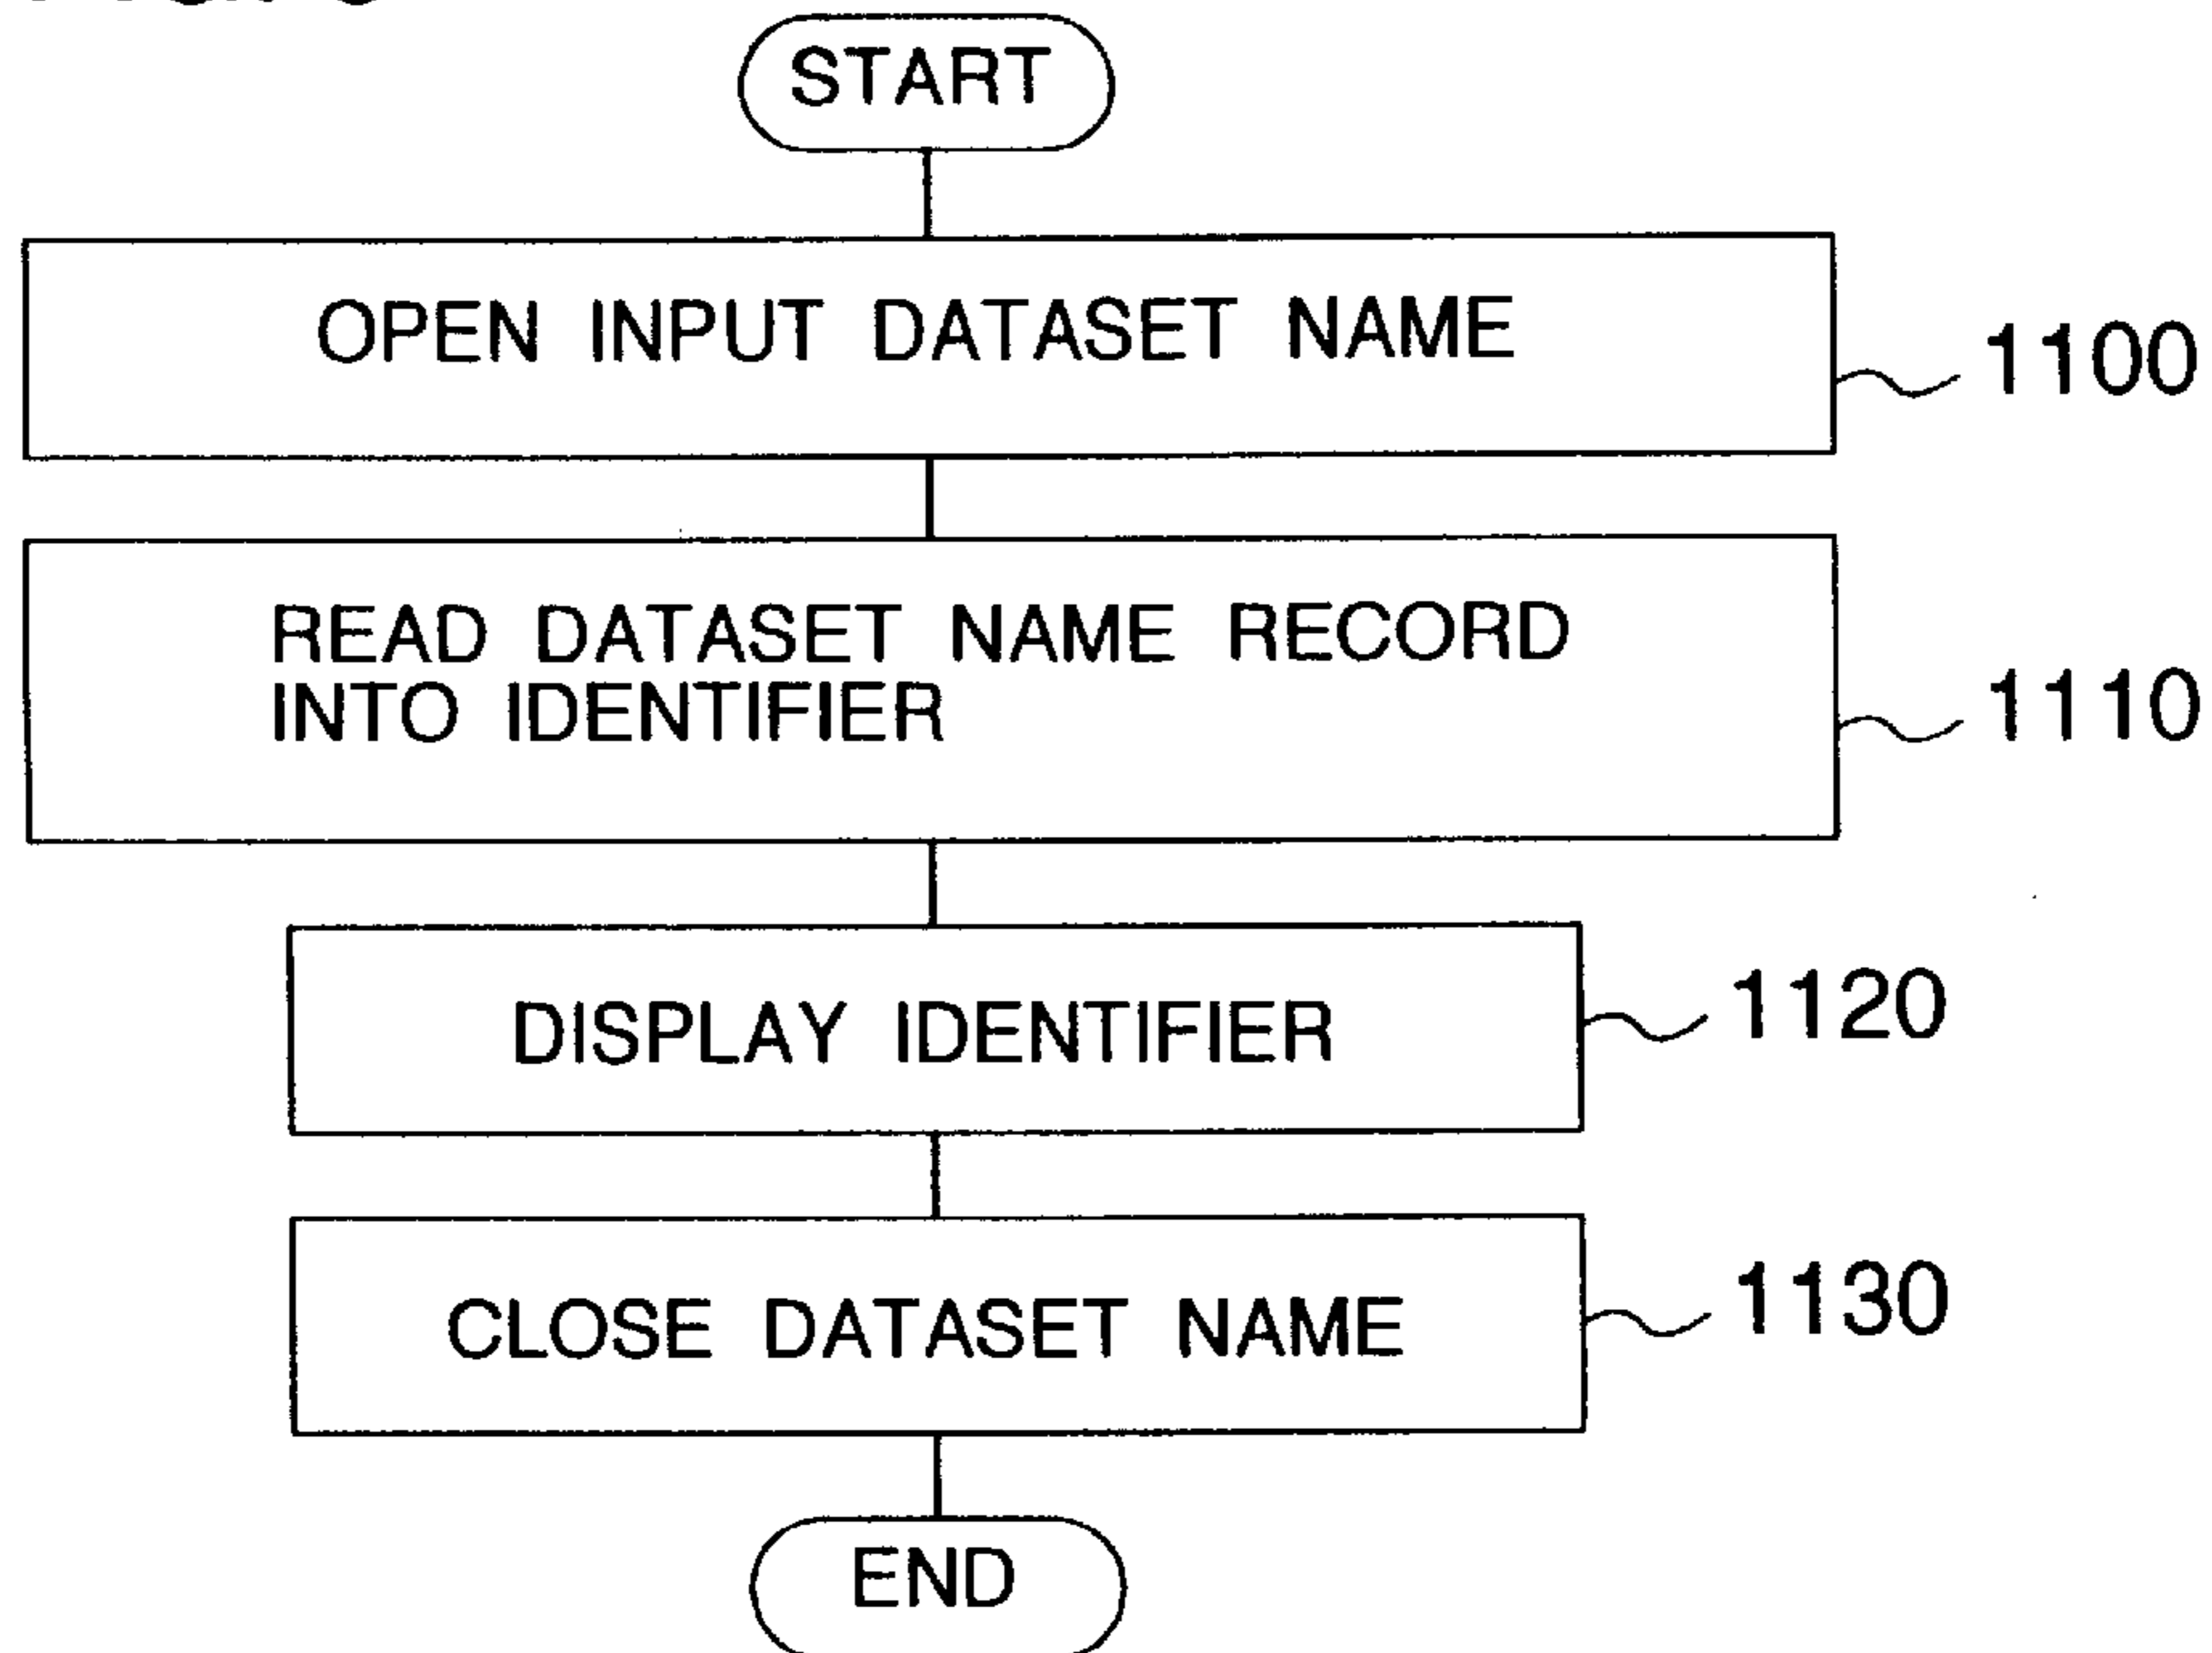 START
OPEN INPUT DATASET NAME
1100
READ DATASET NAME RECORD
INTO IDENTIFIER
1110
DISPLAY IDENTIFIER
1120
CLOSE DATASET NAME
1130
END